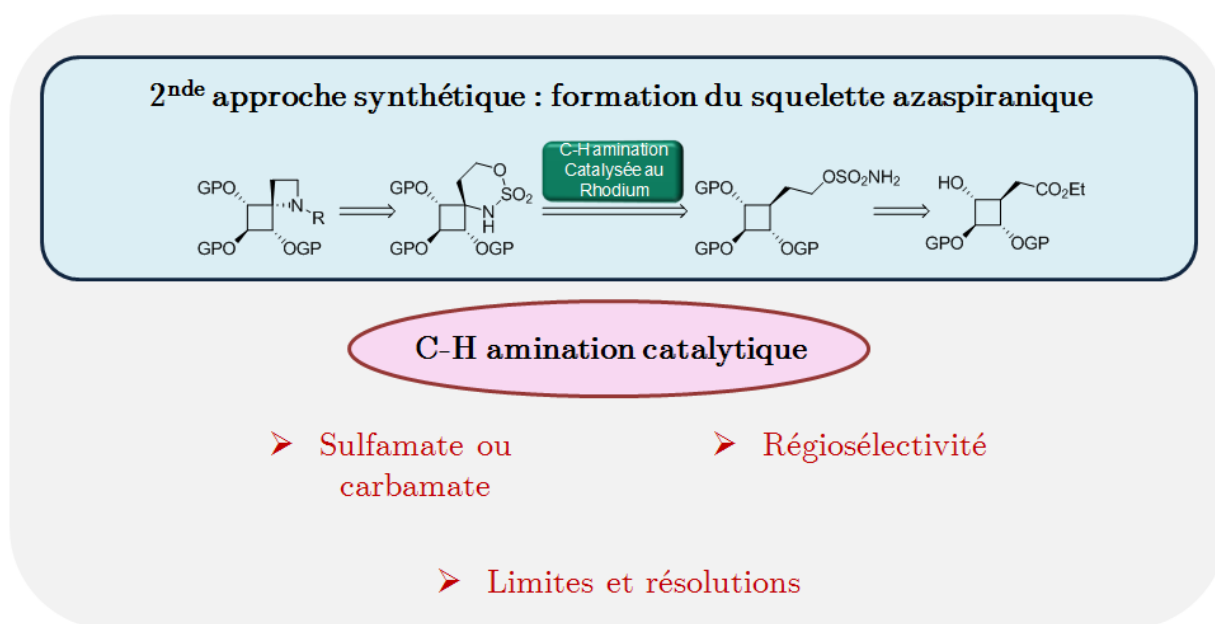 2nde approche synthétique : formation du squelette azaspiranique
C-H amination
Catalysée au
Rhodium
GPO
N
R
GPO
OGP
GPO
O
SO2
N
H
GPO
OGP
GPO
OSO2NH2
GPO
OGP
HO
CO2Et
GPO
OGP
C-H amination catalytique
➤ Sulfamate ou
carbamate
➤ Régiosélectivité
➤ Limites et résolutions